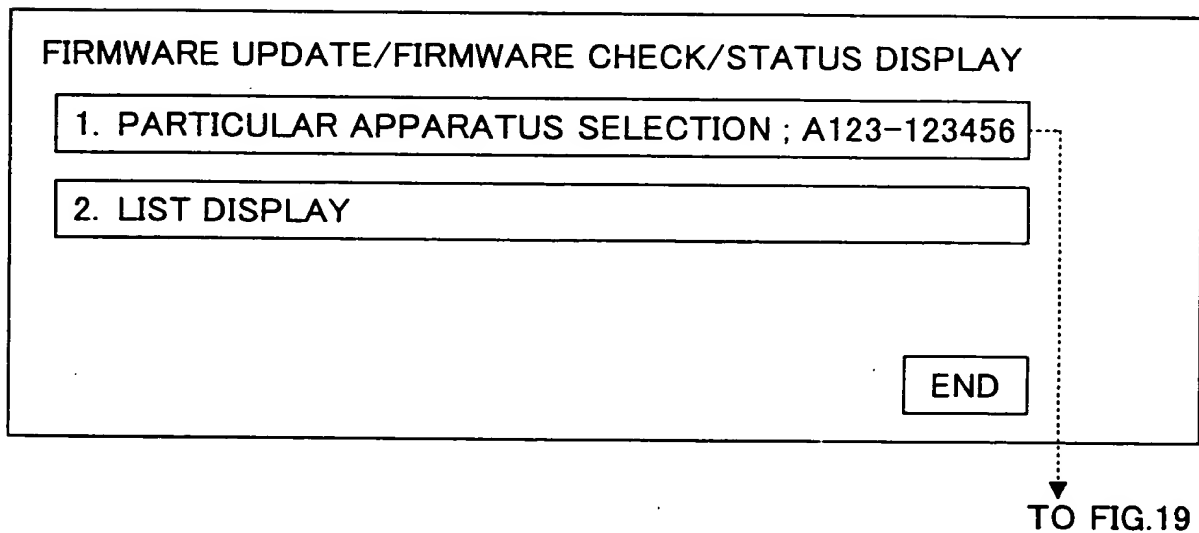 FIRMWARE UPDATE/FIRMWARE CHECK/STATUS DISPLAY
1. PARTICULAR APPARATUS SELECTION ; A123-123456
2. LIST DISPLAY
END
TO FIG.19